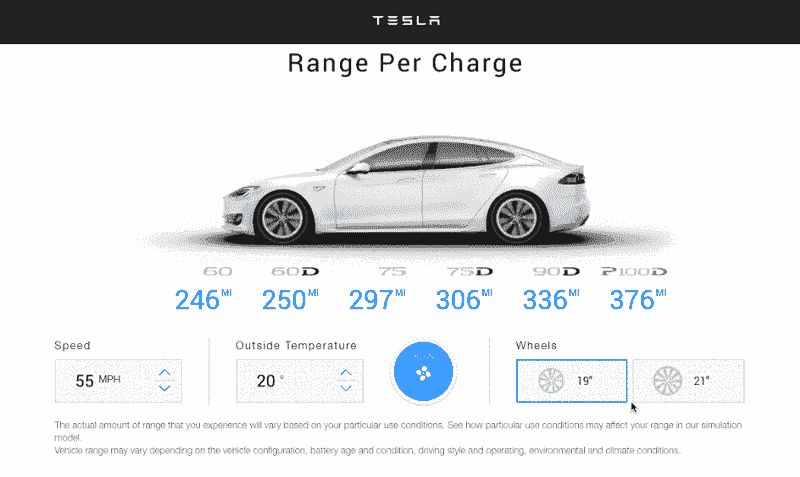 TESLA
Range Per Charge
60 60D 75 75D 90D P100D
246 MI 250 MI 297 MI 306 MI 336 MI 376 MI
Speed Outside Temperature Wheels
55 MPH 20 ° 19" 21"
The actual amount of range that you experience will vary based on your particular use conditions. See how particular use conditions may affect your range in our simulation
model.
Vehicle range may vary depending on the vehicle configuration, battery age and condition, driving style and operating, environmental and climate conditions.